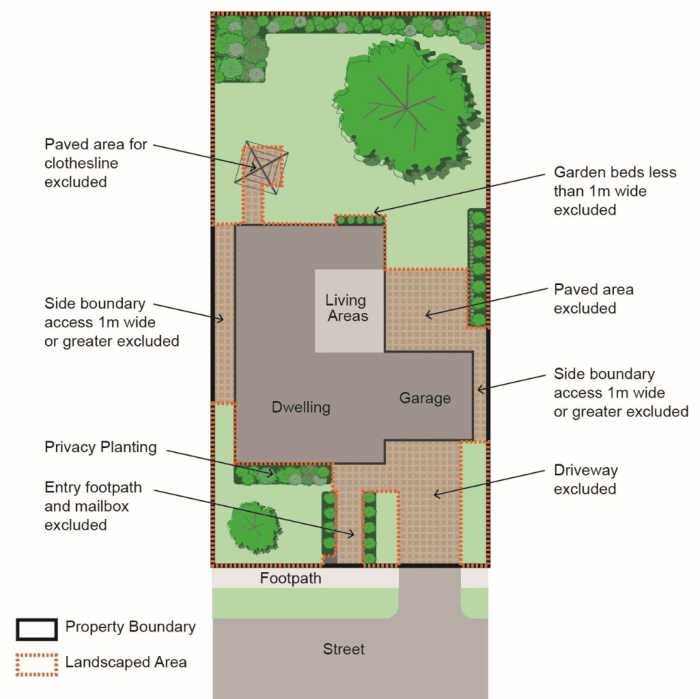 Paved area for
clothesline
excluded
Garden beds less
than 1m wide
excluded
Side boundary
access 1m wide
or greater excluded
Living
Areas
Paved area
excluded
Side boundary
access 1m wide
or greater excluded
Garage
Dwelling
Privacy Planting
Entry footpath
and mailbox
excluded
Driveway
excluded
Footpath
Property Boundary
Landscaped Area
Street